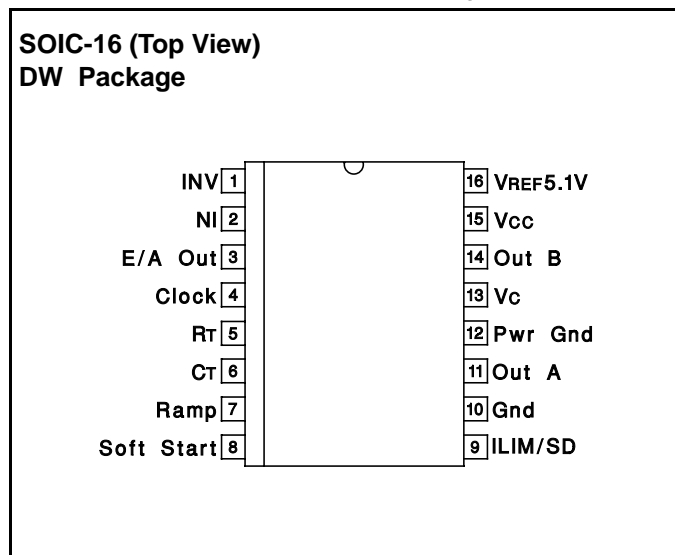 SOIC-16 (Top View)
DW Package
INV 1
NI 2
E/A Out 3
Clock 4
RT 5
CT 6
Ramp 7
Soft Start 8
16 VREF5.1V
15 Vcc
14 Out B
13 Vc
12 Pwr Gnd
11 Out A
10 Gnd
9 ILIM/SD